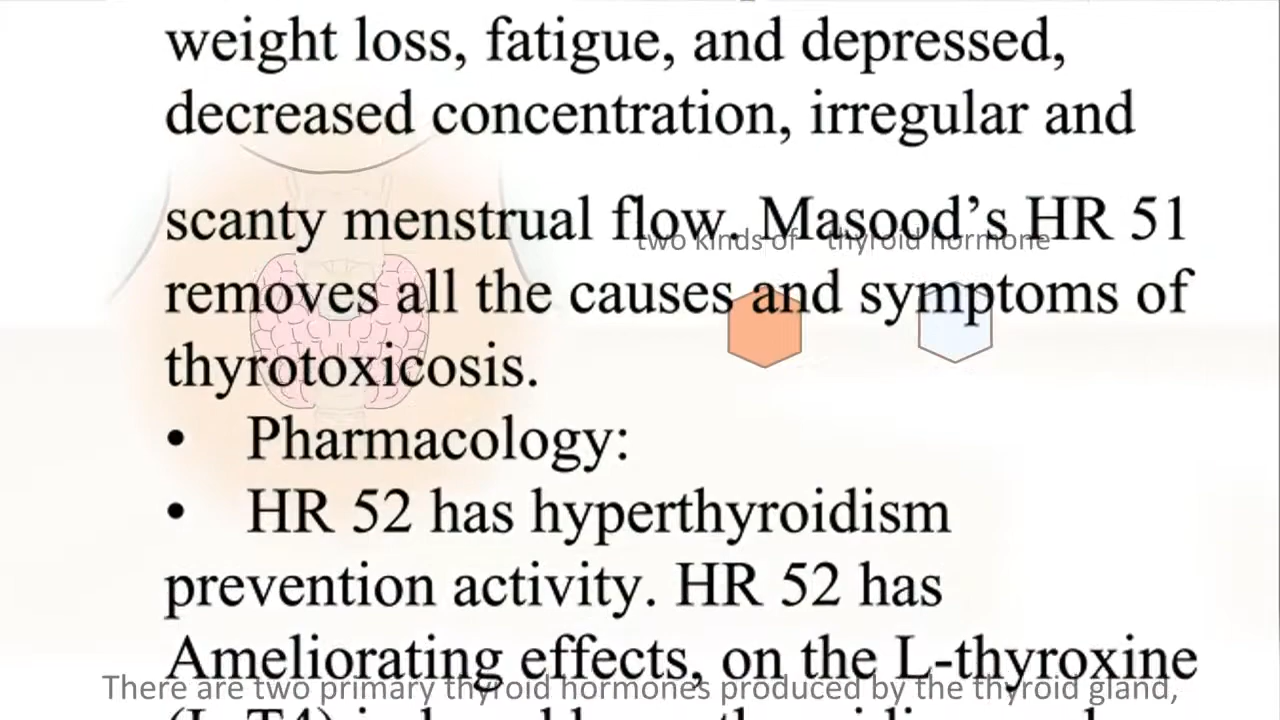 weight loss, fatigue, and depressed,
decreased concentration, irregular and
scanty menstrual flow. Masood’s HR 51
two kinds of thyroid hormone
removes all the causes and symptoms of
thyrotoxicosis.
• Pharmacology:
• HR 52 has hyperthyroidism
prevention activity. HR 52 has
Ameliorating effects, on the L-thyroxine
There are two primary thyroid hormones produced by the thyroid gland,